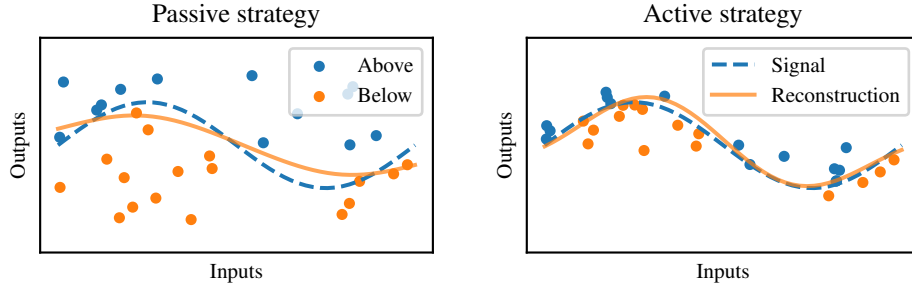 Passive strategy
Above
Below
Outputs
Inputs
Active strategy
Signal
Reconstruction
Outputs
Inputs